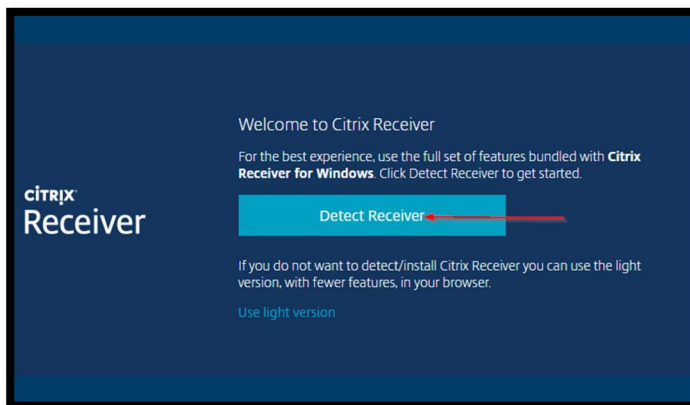 Welcome to Citrix Receiver
For the best experience, use the full set of features bundled with Citrix
Receiver for Windows. Click Detect Receiver to get started.
CİTRIX
Receiver
Detect Receiver
If you do not want to detect/install Citrix Receiver you can use the light
version, with fewer features, in your browser.
Use light version